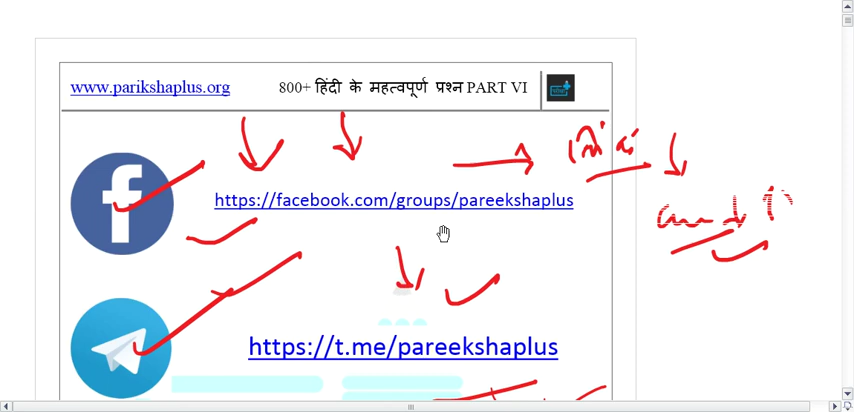 www.parikshaplus.org 800+ हिंदी के महत्वपूर्ण प्रश्न PART VI
https://facebook.com/groups/pareekshaplus
https://t.me/pareekshaplus